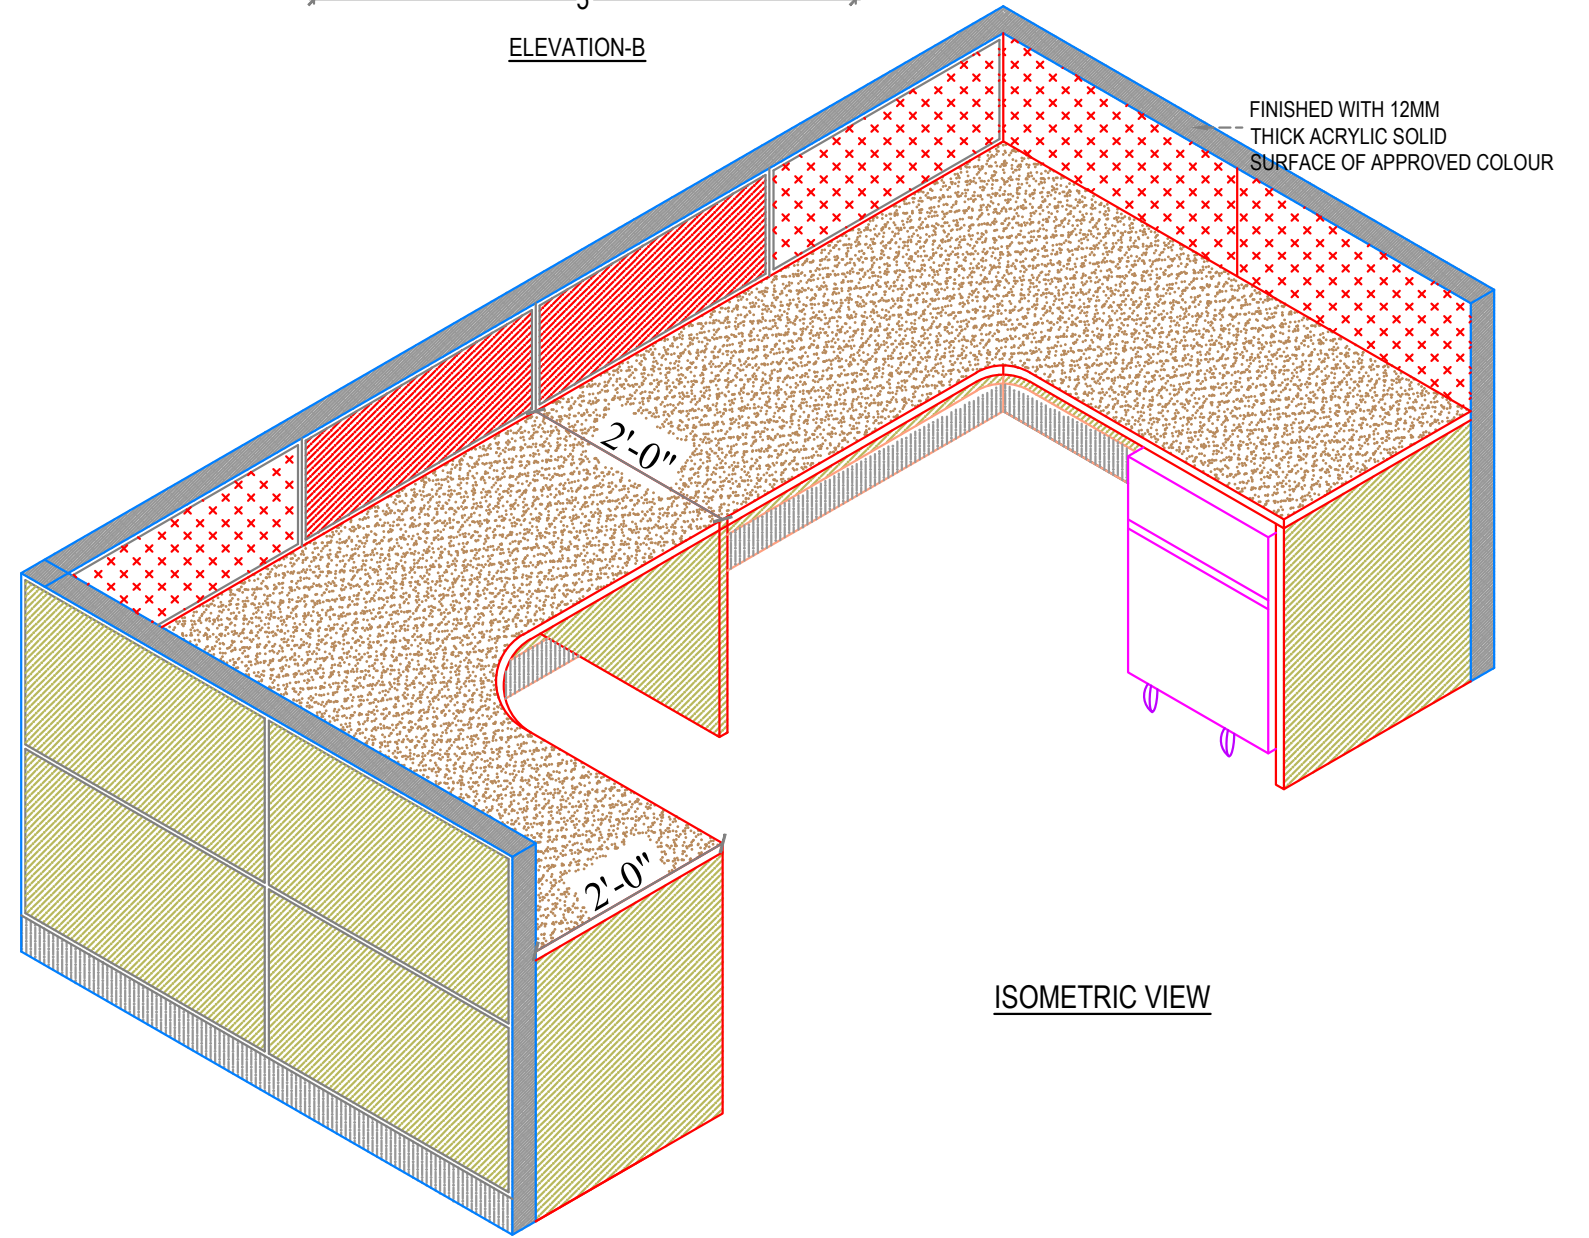 ELEVATION-B
FINISHED WITH 12MM
THICK ACRYLIC SOLID
SURFACE OF APPROVED COLOUR
2'-0"
2'-0"
ISOMETRIC VIEW